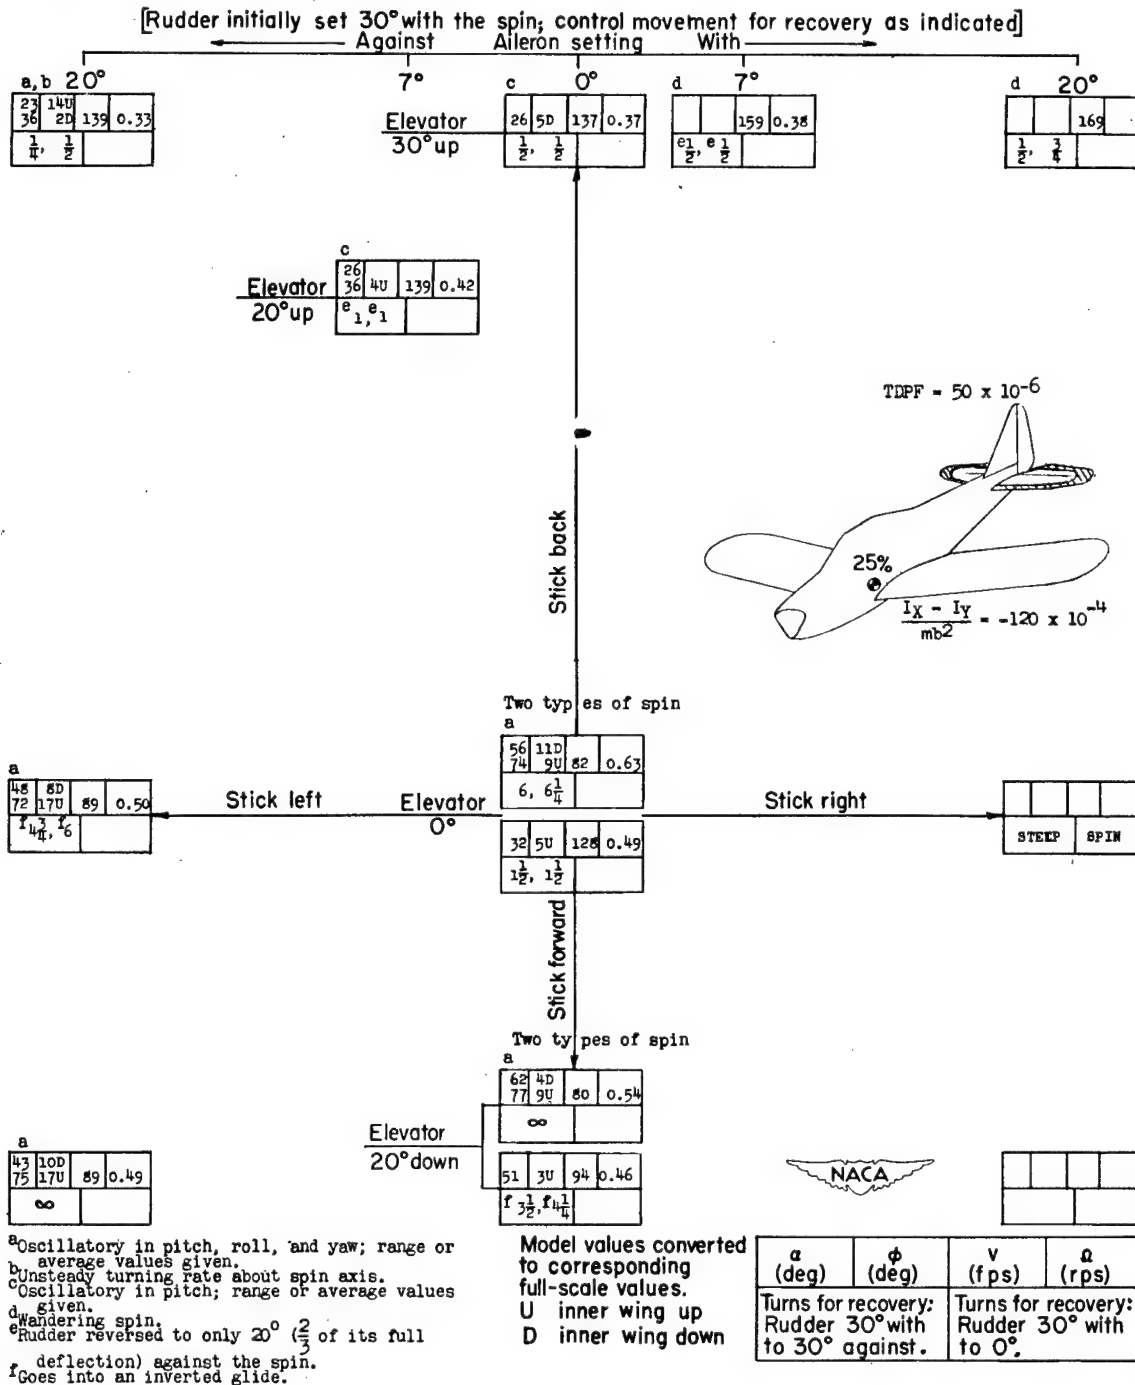 [Rudder initially set 30° with the spin; control movement for recovery as indicated]
Against Aileron setting With
a,b 20° 7° c 0° d 7° d 20°
23 14U
36 2D 139 0.33
1/4, 1/2
Elevator
30° up
26 5D 137 0.37
1/2, 1/2
159 0.38
e1/2, e1/2
169
1/2, 3/4
c
Elevator
20° up
26
36 4U 139 0.42
e1, e1
TDPF = 50 x 10-6
Stick back
25%
IX - IY
mb2
= -120 x 10-4
Two types of spin
a
56 11D
74 9U 82 0.63
6, 6 1/4
a
48 8D
72 17U 89 0.50
f4 3/4, f6
Stick left
Elevator
0°
Stick right
STEEP SPIN
32 5U 128 0.49
1 1/2, 1 1/2
Stick forward
Two types of spin
a
62 4D
77 9U 80 0.54
∞
Elevator
20° down
51 3U 94 0.46
f3 1/2, f4 1/4
a
43 10D
75 17U 89 0.49
∞
NACA
aOscillatory in pitch, roll, and yaw; range or
average values given.
bUnsteady turning rate about spin axis.
cOscillatory in pitch; range or average values
given.
dWandering spin.
eRudder reversed to only 20° (2/3 of its full
deflection) against the spin.
fGoes into an inverted glide.
Model values converted
to corresponding
full-scale values.
U inner wing up
D inner wing down
α (deg) ϕ (deg) V (fps) Ω (rps)
Turns for recovery:
Rudder 30° with
to 30° against.
Turns for recovery:
Rudder 30° with
to 0°.